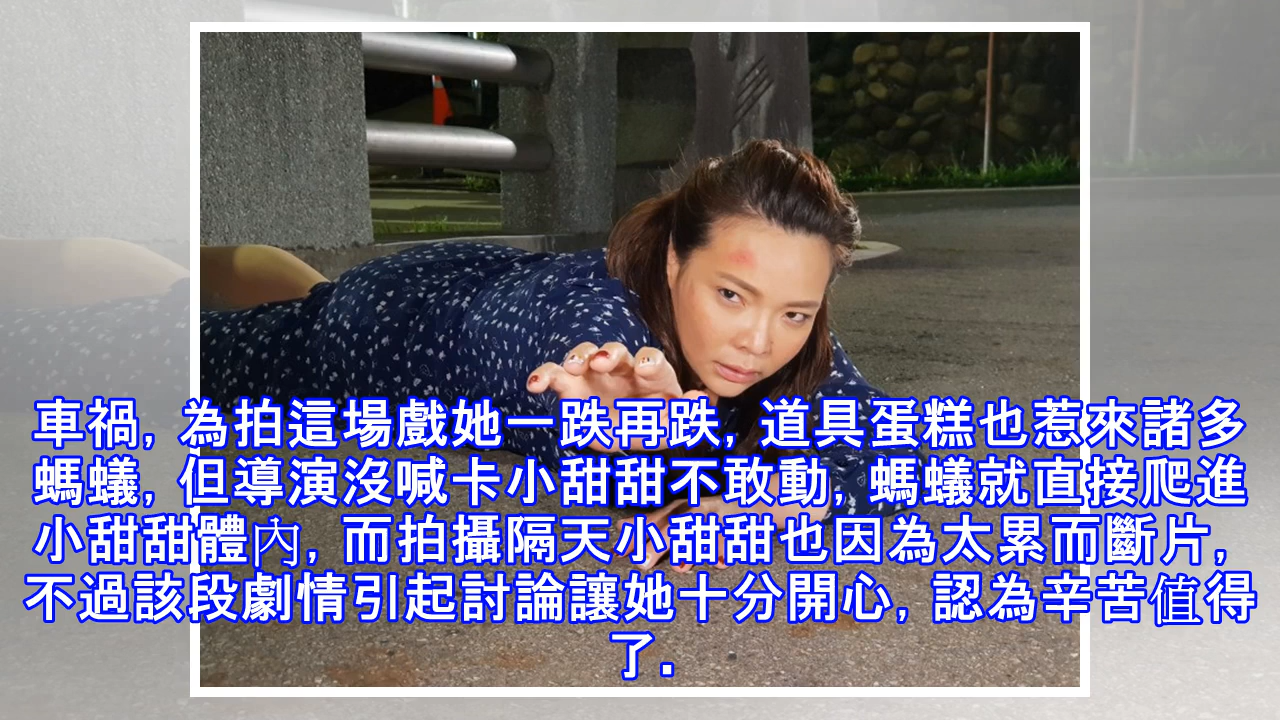 車禍, 為拍這場戲她一跌再跌, 道具蛋糕也惹來諸多
螞蟻, 但導演沒喊卡小甜甜不敢動, 螞蟻就直接爬進
小甜甜體內, 而拍攝隔天小甜甜也因為太累而斷片,
不過該段劇情引起討論讓她十分開心, 認為辛苦值得
了.